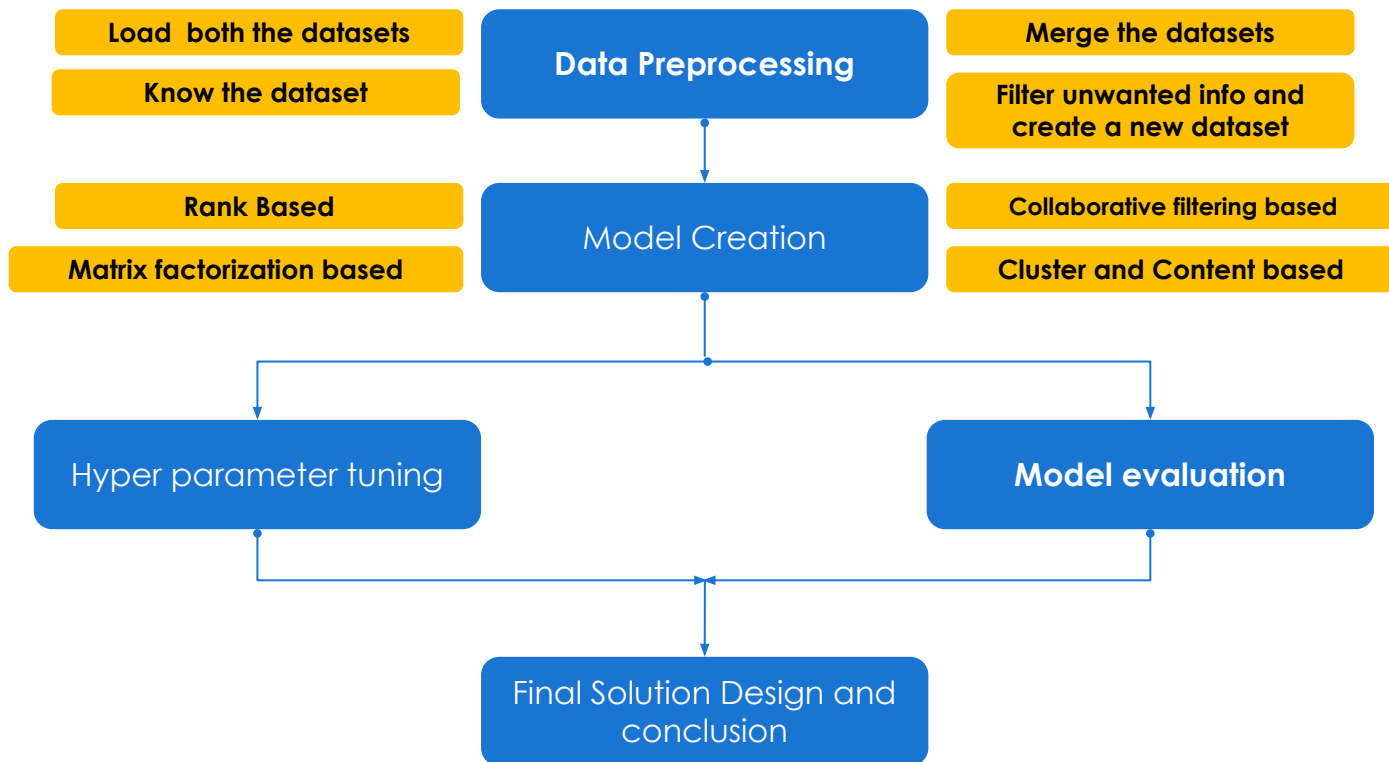 Load  both the datasets
Data Preprocessing
Merge the datasets
Know the dataset
Filter unwanted info and
create a new dataset
Rank Based
Model Creation
Collaborative filtering based
Matrix factorization based
Cluster and Content based
Hyper parameter tuning
Model evaluation
Final Solution Design and
conclusion